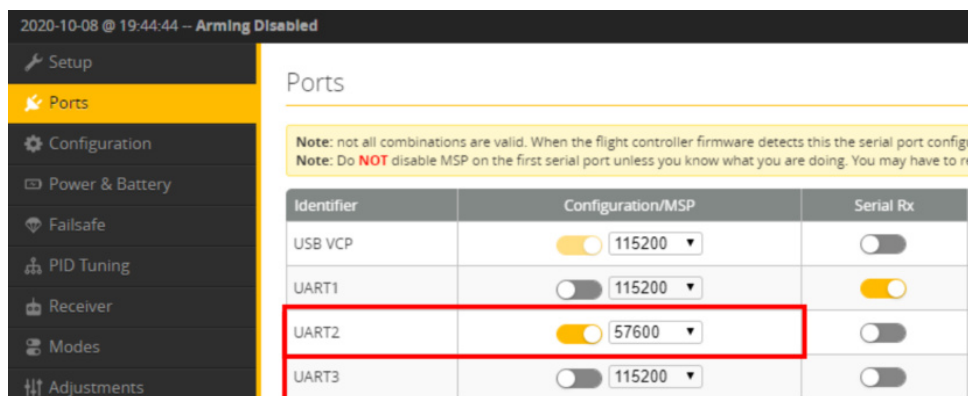 2020-10-08 @ 19:44:44 -- Arming Disabled
Setup
Ports
Configuration
Power & Battery
Failsafe
PID Tuning
Receiver
Modes
Adjustments
Ports
Note: not all combinations are valid. When the flight controller firmware detects this the serial port config
Note: Do NOT disable MSP on the first serial port unless you know what you are doing. You may have to r
Identifier Configuration/MSP Serial Rx
USB VCP 115200
UART1 115200
UART2 57600
UART3 115200